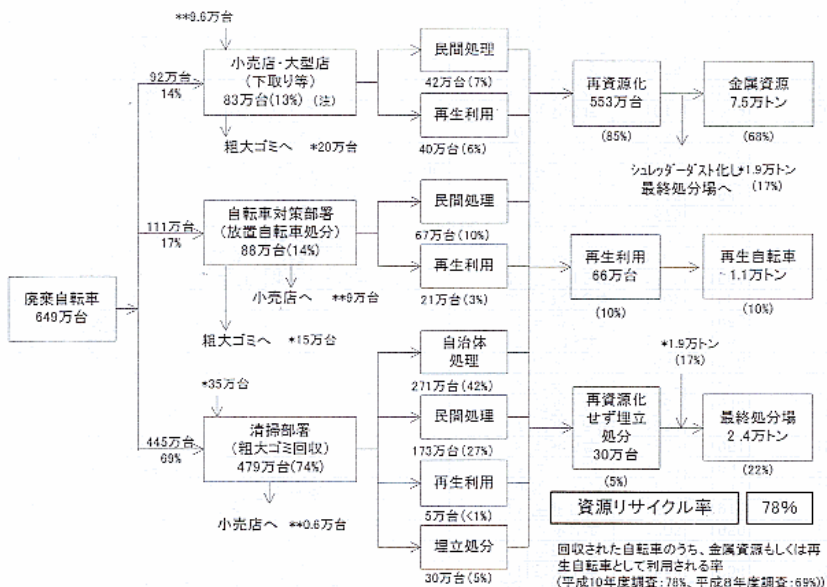 **9.6万台
92万台
14%
小売店・大型店
(下取り等)
83万台(13%) (注)
粗大ゴミへ *20万台
民間処理
42万台(7%)
再生利用
40万台(6%)
111万台
17%
自転車対策部署
(放置自転車処分)
88万台(14%)
小売店へ **9万台
粗大ゴミへ *15万台
民間処理
67万台(10%)
再生利用
21万台(3%)
廃棄自転車
649万台
*35万台
445万台
69%
清掃部署
(粗大ゴミ回収)
479万台(74%)
小売店へ **0.6万台
自治体
処理
271万台(42%)
民間処理
173万台(27%)
再生利用
5万台(<1%)
埋立処分
30万台(5%)
再資源化
553万台
(85%)
金属資源
7.5万トン
(68%)
シュレッダーダスト化し*1.9万トン
最終処分場へ (17%)
再生利用
66万台
(10%)
再生自転車
1.1万トン
(10%)
*1.9万トン
(17%)
再資源化
せず埋立
処分
30万台
(5%)
最終処分場
2.4万トン
(22%)
資源リサイクル率 78%
回収された自転車のうち、金属資源もしくは再
生自転車として利用される率
(平成10年度調査:78%、平成8年度調査:69%)